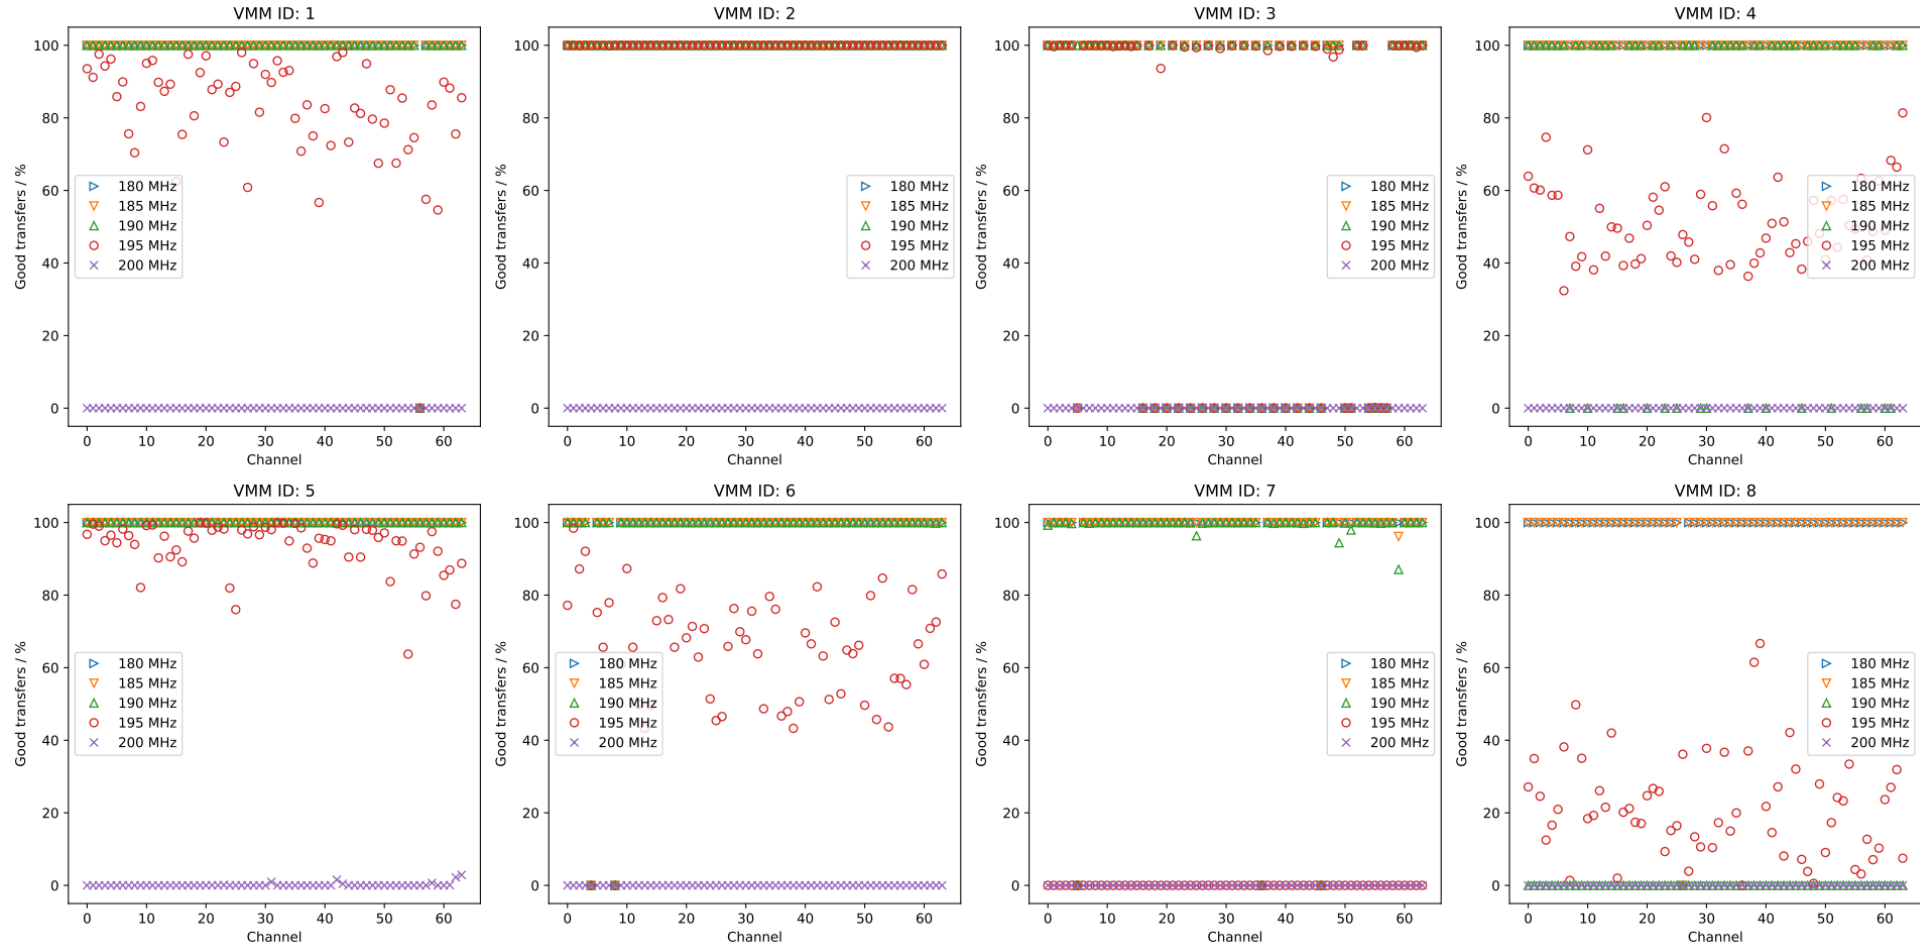 VMM ID: 1
Good transfers / %
100
80
60
40
20
0
180 MHz
185 MHz
190 MHz
195 MHz
200 MHz
0 10 20 30 40 50 60
Channel
VMM ID: 2
Good transfers / %
100
80
60
40
20
0
180 MHz
185 MHz
190 MHz
195 MHz
200 MHz
0 10 20 30 40 50 60
Channel
VMM ID: 3
Good transfers / %
100
80
60
40
20
0
180 MHz
185 MHz
190 MHz
195 MHz
200 MHz
0 10 20 30 40 50 60
Channel
VMM ID: 4
Good transfers / %
100
80
60
40
20
0
180 MHz
185 MHz
190 MHz
195 MHz
200 MHz
0 10 20 30 40 50 60
Channel
VMM ID: 5
Good transfers / %
100
80
60
40
20
0
180 MHz
185 MHz
190 MHz
195 MHz
200 MHz
0 10 20 30 40 50 60
Channel
VMM ID: 6
Good transfers / %
100
80
60
40
20
0
180 MHz
185 MHz
190 MHz
195 MHz
200 MHz
0 10 20 30 40 50 60
Channel
VMM ID: 7
Good transfers / %
100
80
60
40
20
0
180 MHz
185 MHz
190 MHz
195 MHz
200 MHz
0 10 20 30 40 50 60
Channel
VMM ID: 8
Good transfers / %
100
80
60
40
20
0
180 MHz
185 MHz
190 MHz
195 MHz
200 MHz
0 10 20 30 40 50 60
Channel